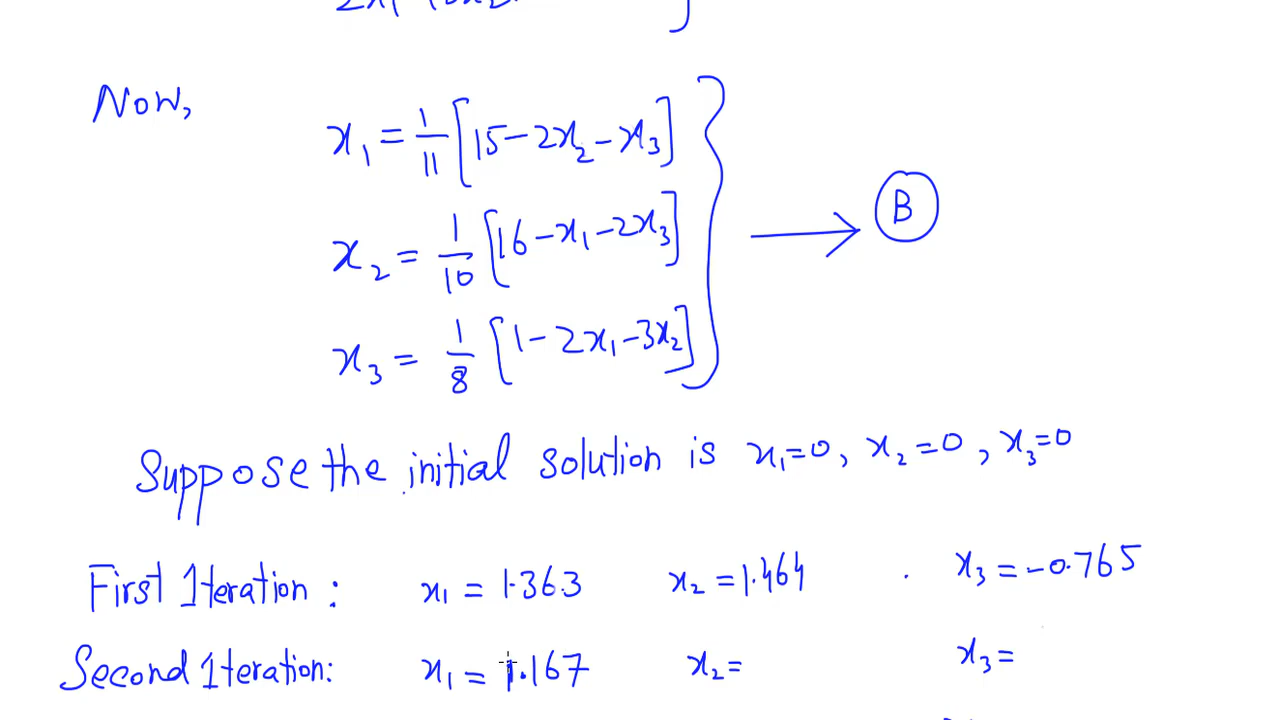 Now,
x₁ = 1/11 [15 - 2x₂ - x₃]
x₂ = 1/10 [16 - x₁ - 2x₃]
x₃ = 1/8 [1 - 2x₁ - 3x₂]
→ B
Suppose the initial solution is x₁=0, x₂=0, x₃=0
First Iteration: x₁ = 1.363 x₂ = 1.464 x₃ = -0.765
Second Iteration: x₁ = 1.167 x₂ = x₃ =